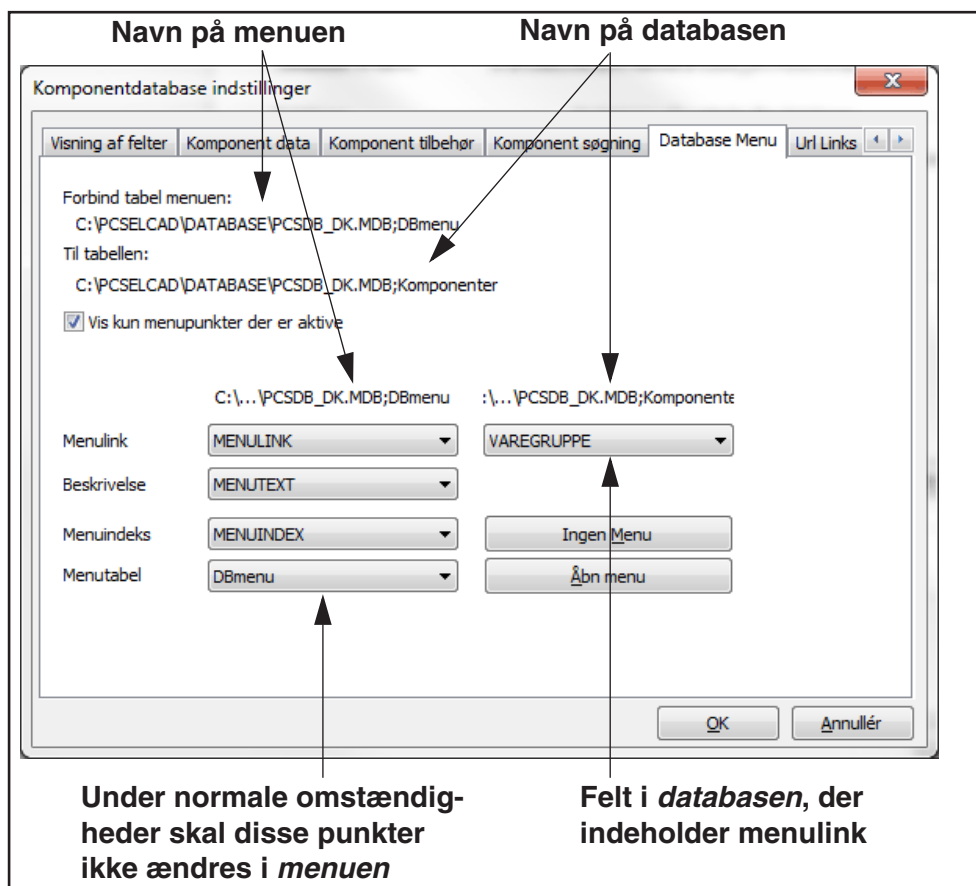 Navn på menuen
Navn på databasen
Komponentdatabase indstillinger
Visning af felter Komponent data Komponent tilbehør Komponent søgning Database Menu Url Links
Forbind tabel menuen:
C:\PCSELCAD\DATABASE\PCSDB_DK.MDB;DBmenu
Til tabellen:
C:\PCSELCAD\DATABASE\PCSDB_DK.MDB;Komponenter
Vis kun menupunkter der er aktive
C:\...\PCSDB_DK.MDB;DBmenu :\...\PCSDB_DK.MDB;Komponente
Menulink MENULINK VAREGRUPPE
Beskrivelse MENUTEXT
Menuindeks MENUINDEX Ingen Menu
Menutabel DBmenu Åbn menu
OK Annullér
Under normale omstændig-
heder skal disse punkter
ikke ændres i menuen
Felt i databasen, der
indeholder menulink